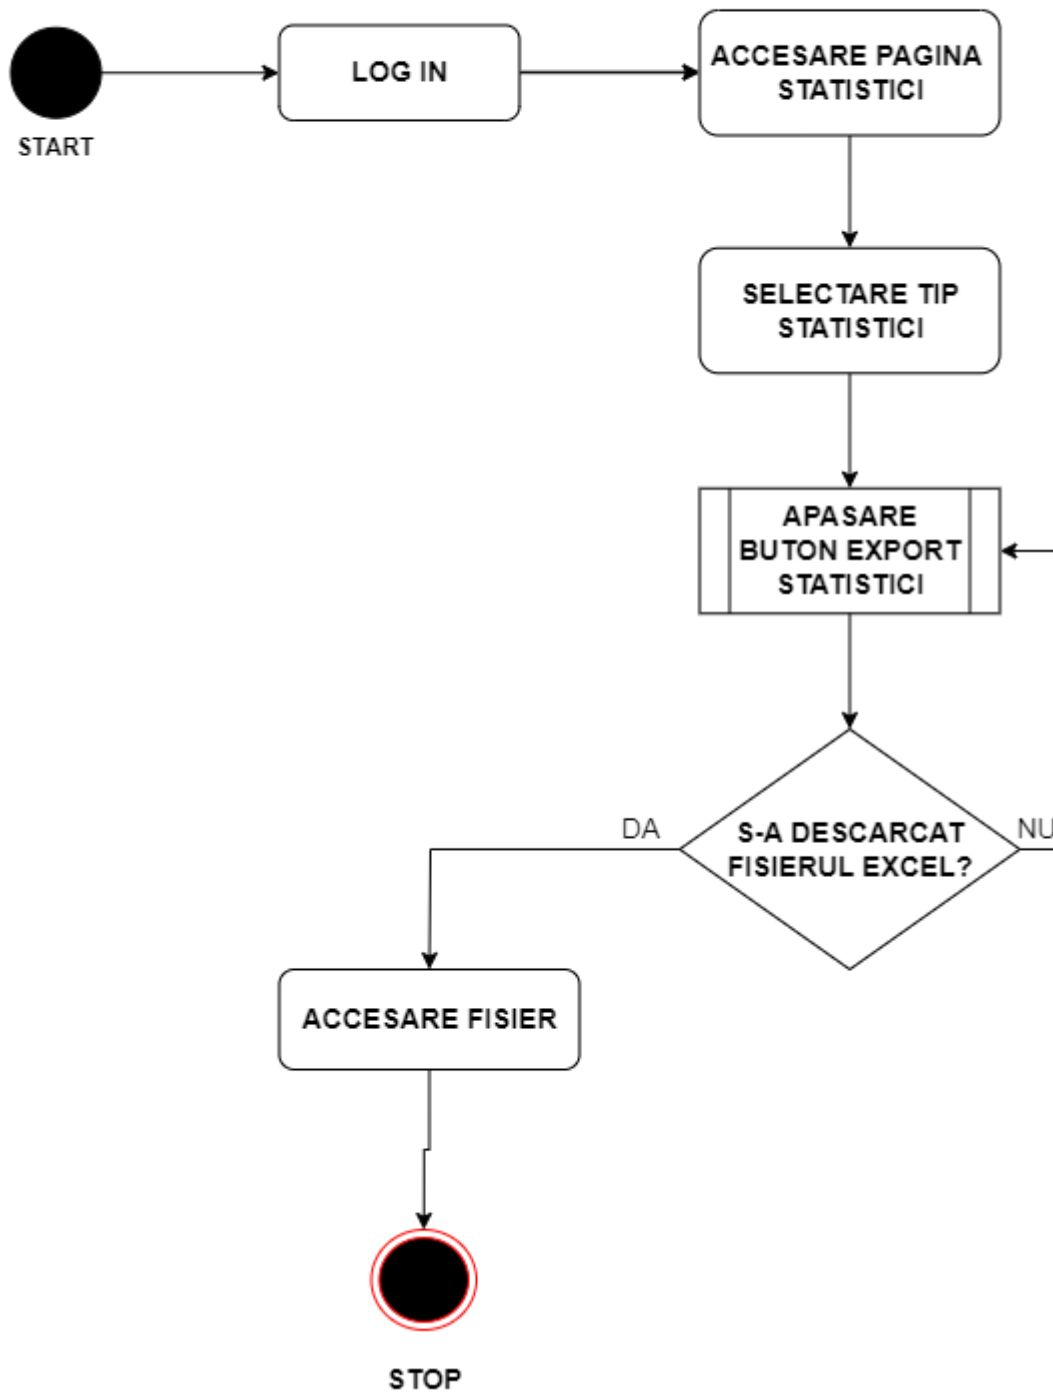 START
LOG IN
ACCESARE PAGINA
STATISTICI
SELECTARE TIP
STATISTICI
APASARE
BUTON EXPORT
STATISTICI
S-A DESCARCAT
FISIERUL EXCEL?
DA
NU
ACCESARE FISIER
STOP